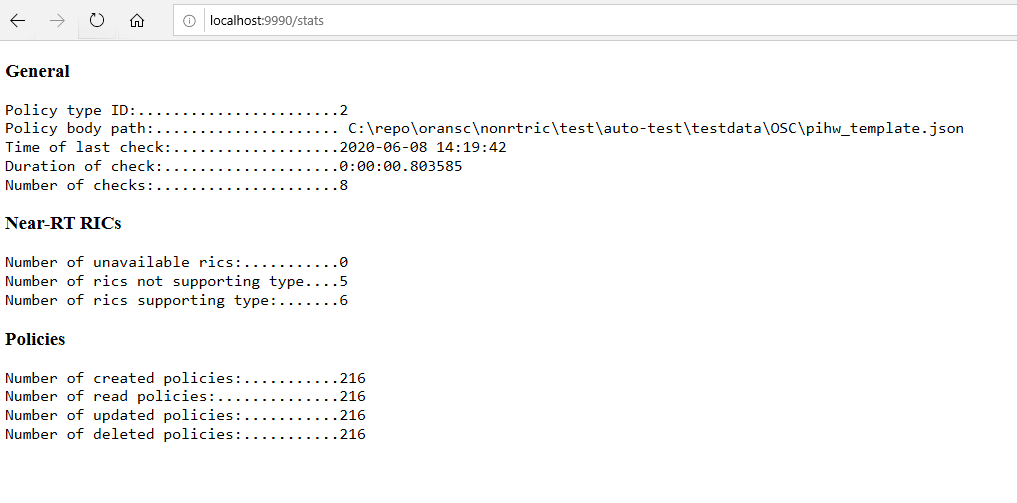 localhost:9990/stats
General
Policy type ID:.......................2
Policy body path:..................... C:\repo\oransc\nonrtric\test\auto-test\testdata\OSC\pihw_template.json
Time of last check:...................2020-06-08 14:19:42
Duration of check:....................0:00:00.803585
Number of checks:.....................8
Near-RT RICs
Number of unavailable rics:...........0
Number of rics not supporting type....5
Number of rics supporting type:.......6
Policies
Number of created policies:...........216
Number of read policies:..............216
Number of updated policies:...........216
Number of deleted policies:...........216